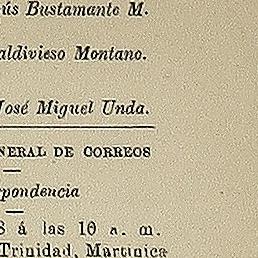 ús Bustamante M.
aldivieso Montano.
José Miguel Unda.
NERAL DE CORREOS
pondencia
8 á las 10 a. m.
Trinidad, Martinica